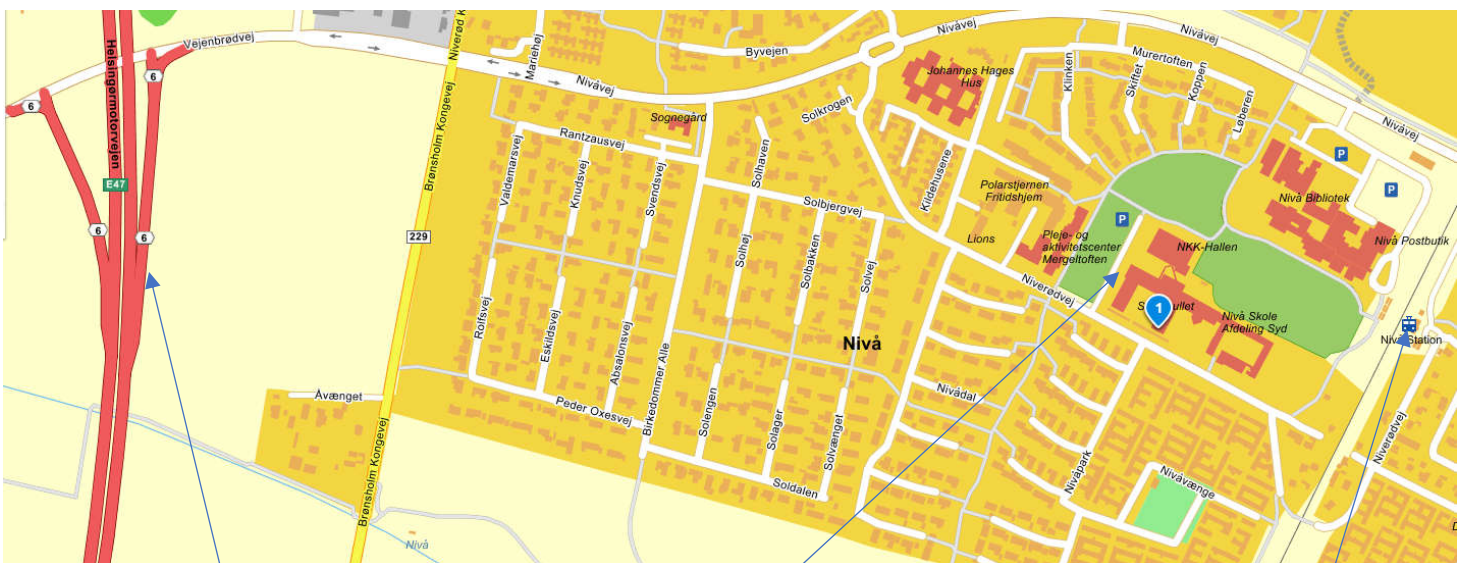 Helsingørmotorvejen
E47
6
6
6
6
Vejenbrødvej
Niverød K
Brønsholm Kongevej
229
Brønsholm Kongevej
Mariehøj
Nivåvej
Byvejen
Nivåvej
Nivåvej
Nivåvej
Sognegård
Rantzausvej
Valdemarsvej
Knudsvej
Svendsvej
Rolfsvej
Eskildsvej
Absalonsvej
Peder Oxesvej
Birkedommer Alle
Åvænget
Nivå
Solhaven
Solkrogen
Solbjergvej
Solhøj
Solbakken
Solvej
Solengen
Solager
Solvænget
Soldalen
Nivå
Johannes Hages
Hus
Kildehusene
Polarstjernen
Fritidshjem
Lions
Pleje- og
aktivitetscenter
Mergeltoften
P
Klinken
Murertoften
Skiftet
Koppen
Løberen
NKK-Hallen
1
ullet
Nivå Skole
Afdeling Syd
Niverødvej
Nivådal
Nivåpark
Nivåvænge
P
P
Nivå Bibliotek
Nivå Postbutik
Nivå Station
Niverødvej